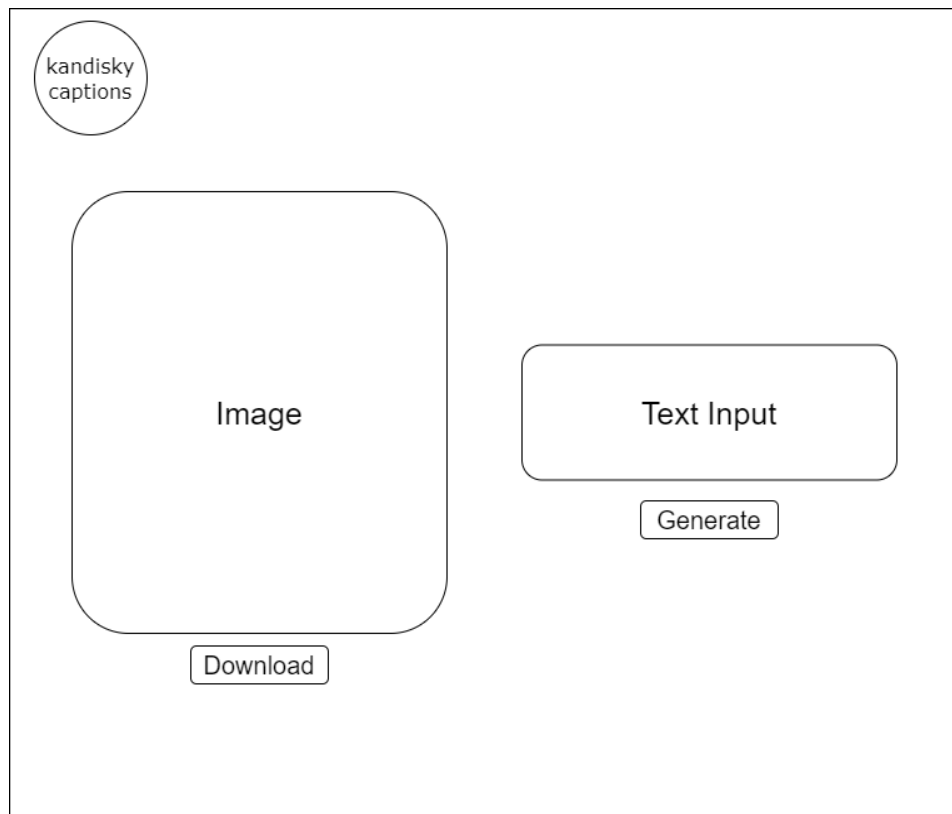 kandisky
captions
Image
Text Input
Generate
Download